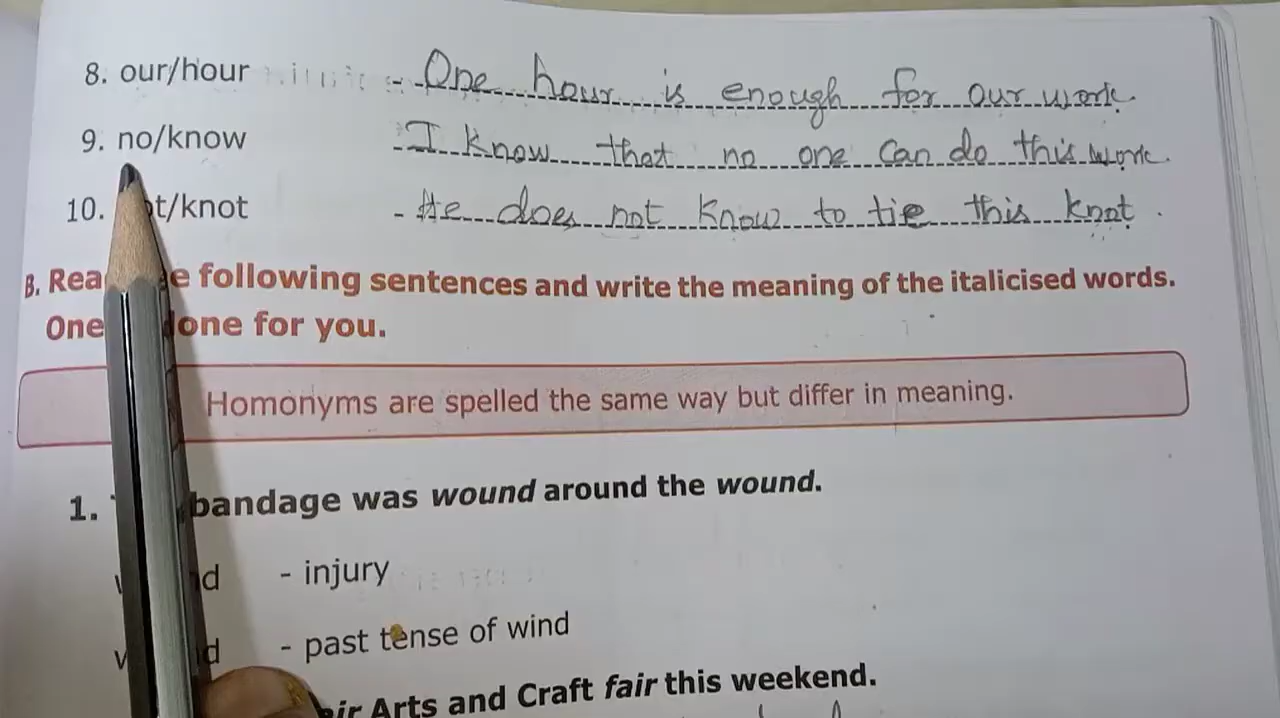 8. our/hour - One hour is enough for our work.
9. no/know - I know that no one can do this work.
10. t/knot - He does not know to tie this knot.
B. Rea e following sentences and write the meaning of the italicised words.
One one for you.
Homonyms are spelled the same way but differ in meaning.
1. bandage was wound around the wound.
d - injury
d - past tense of wind
air Arts and Craft fair this weekend.